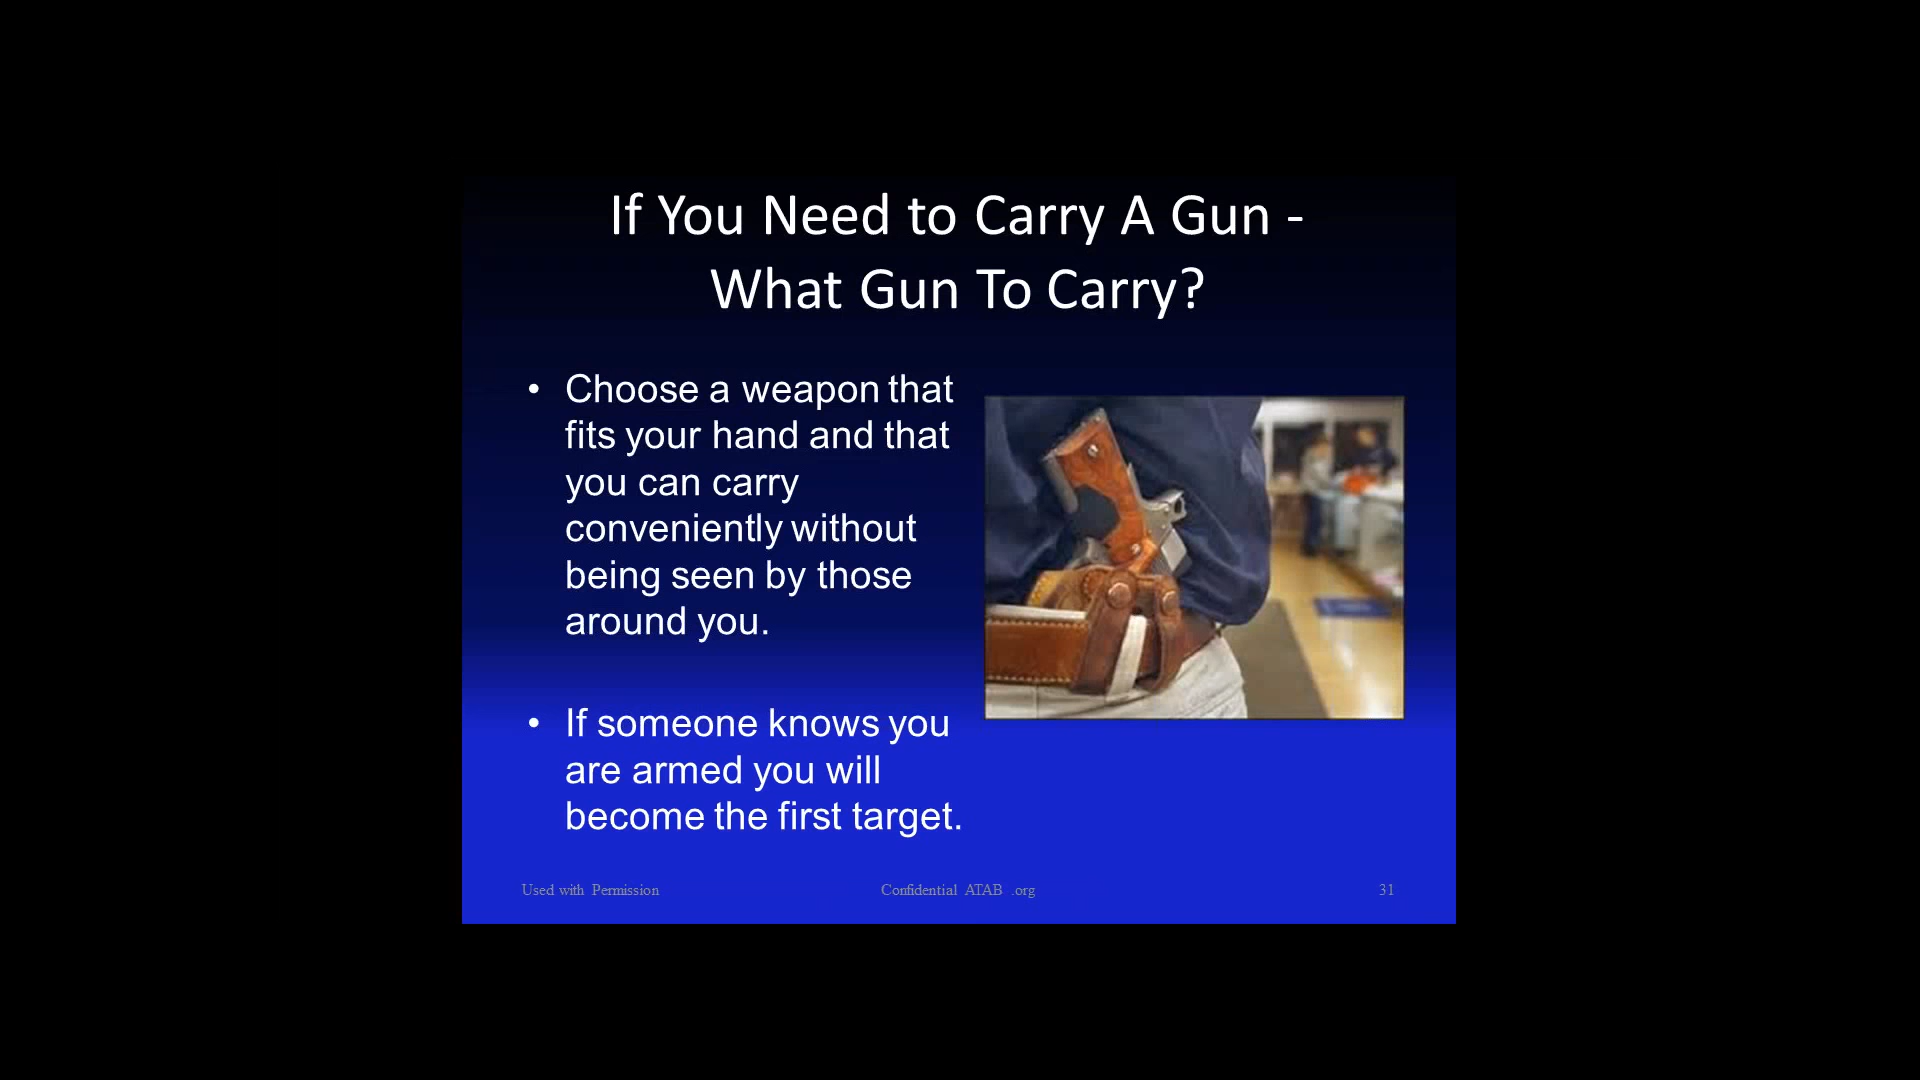 If You Need to Carry A Gun -
What Gun To Carry?
• Choose a weapon that
fits your hand and that
you can carry
conveniently without
being seen by those
around you.
• If someone knows you
are armed you will
become the first target.
Used with Permission
Confidential ATAB .org
31